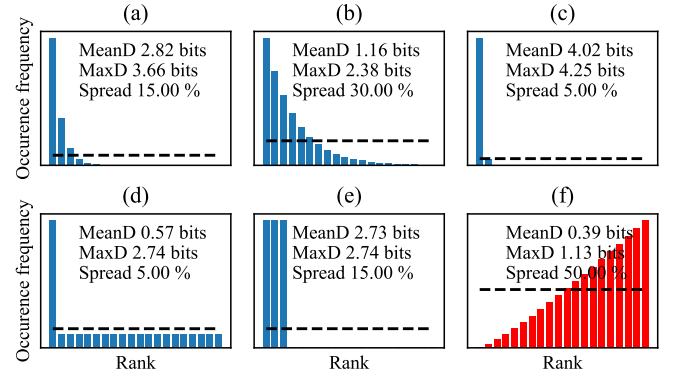 (a) (b) (c)
Occurence frequency
MeanD 2.82 bits
MaxD 3.66 bits
Spread 15.00 %
MeanD 1.16 bits
MaxD 2.38 bits
Spread 30.00 %
MeanD 4.02 bits
MaxD 4.25 bits
Spread 5.00 %
(d) (e) (f)
Occurence frequency
MeanD 0.57 bits
MaxD 2.74 bits
Spread 5.00 %
MeanD 2.73 bits
MaxD 2.74 bits
Spread 15.00 %
MeanD 0.39 bits
MaxD 1.13 bits
Spread 50.00 %
Rank Rank Rank